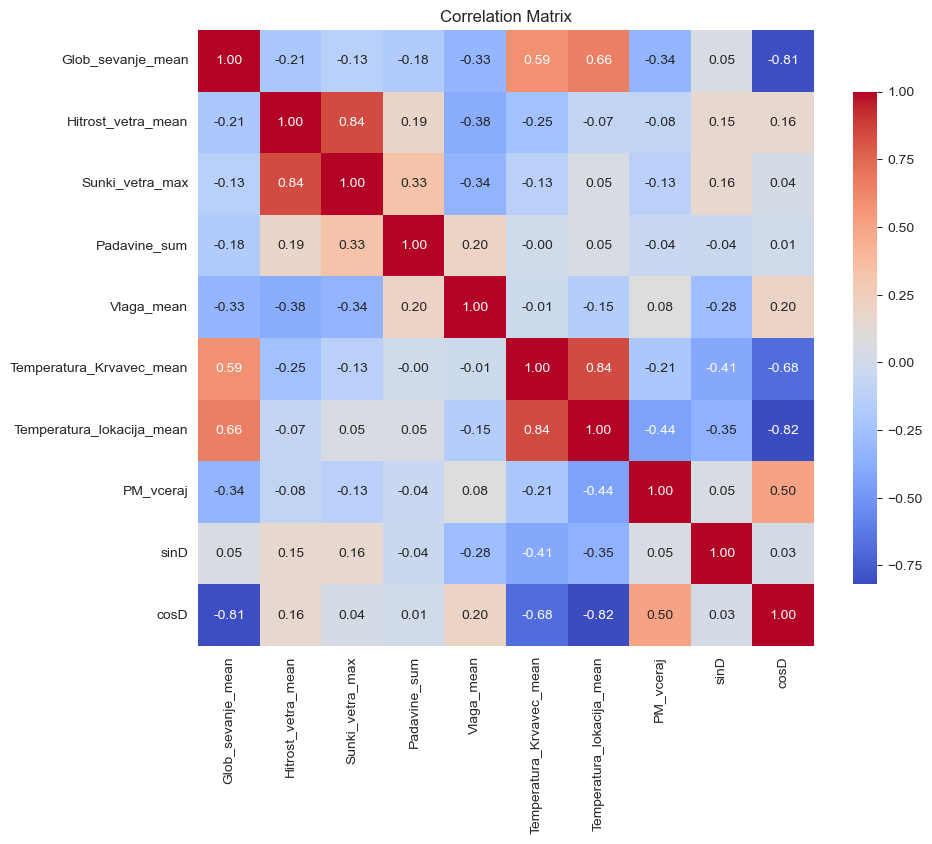 Correlation Matrix
Glob_sevanje_mean 1.00 -0.21 -0.13 -0.18 -0.33 0.59 0.66 -0.34 0.05 -0.81
Hitrost_vetra_mean -0.21 1.00 0.84 0.19 -0.38 -0.25 -0.07 -0.08 0.15 0.16
Sunki_vetra_max -0.13 0.84 1.00 0.33 -0.34 -0.13 0.05 -0.13 0.16 0.04
Padavine_sum -0.18 0.19 0.33 1.00 0.20 -0.00 0.05 -0.04 -0.04 0.01
Vlaga_mean -0.33 -0.38 -0.34 0.20 1.00 -0.01 -0.15 0.08 -0.28 0.20
Temperatura_Krvavec_mean 0.59 -0.25 -0.13 -0.00 -0.01 1.00 0.84 -0.21 -0.41 -0.68
Temperatura_lokacija_mean 0.66 -0.07 0.05 0.05 -0.15 0.84 1.00 -0.44 -0.35 -0.82
PM_vceraj -0.34 -0.08 -0.13 -0.04 0.08 -0.21 -0.44 1.00 0.05 0.50
sinD 0.05 0.15 0.16 -0.04 -0.28 -0.41 -0.35 0.05 1.00 0.03
cosD -0.81 0.16 0.04 0.01 0.20 -0.68 -0.82 0.50 0.03 1.00
Glob_sevanje_mean
Hitrost_vetra_mean
Sunki_vetra_max
Padavine_sum
Vlaga_mean
Temperatura_Krvavec_mean
Temperatura_lokacija_mean
PM_vceraj
sinD
cosD
1.00
0.75
0.50
0.25
0.00
−0.25
−0.50
−0.75